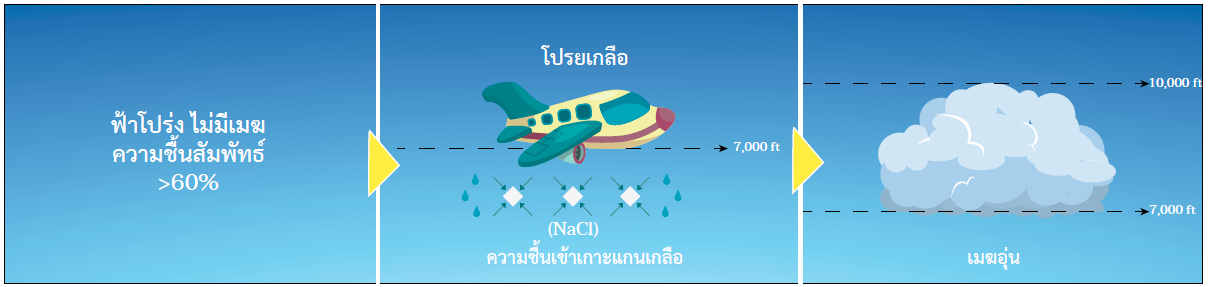 ฟ้าโปร่ง ไม่มีเมฆ
ความชื้นสัมพัทธ์
>60%
โปรยเกลือ
7,000 ft
(NaCl)
ความชื้นเข้าเกาะแกนเกลือ
10,000 ft
7,000 ft
เมฆอุ่น